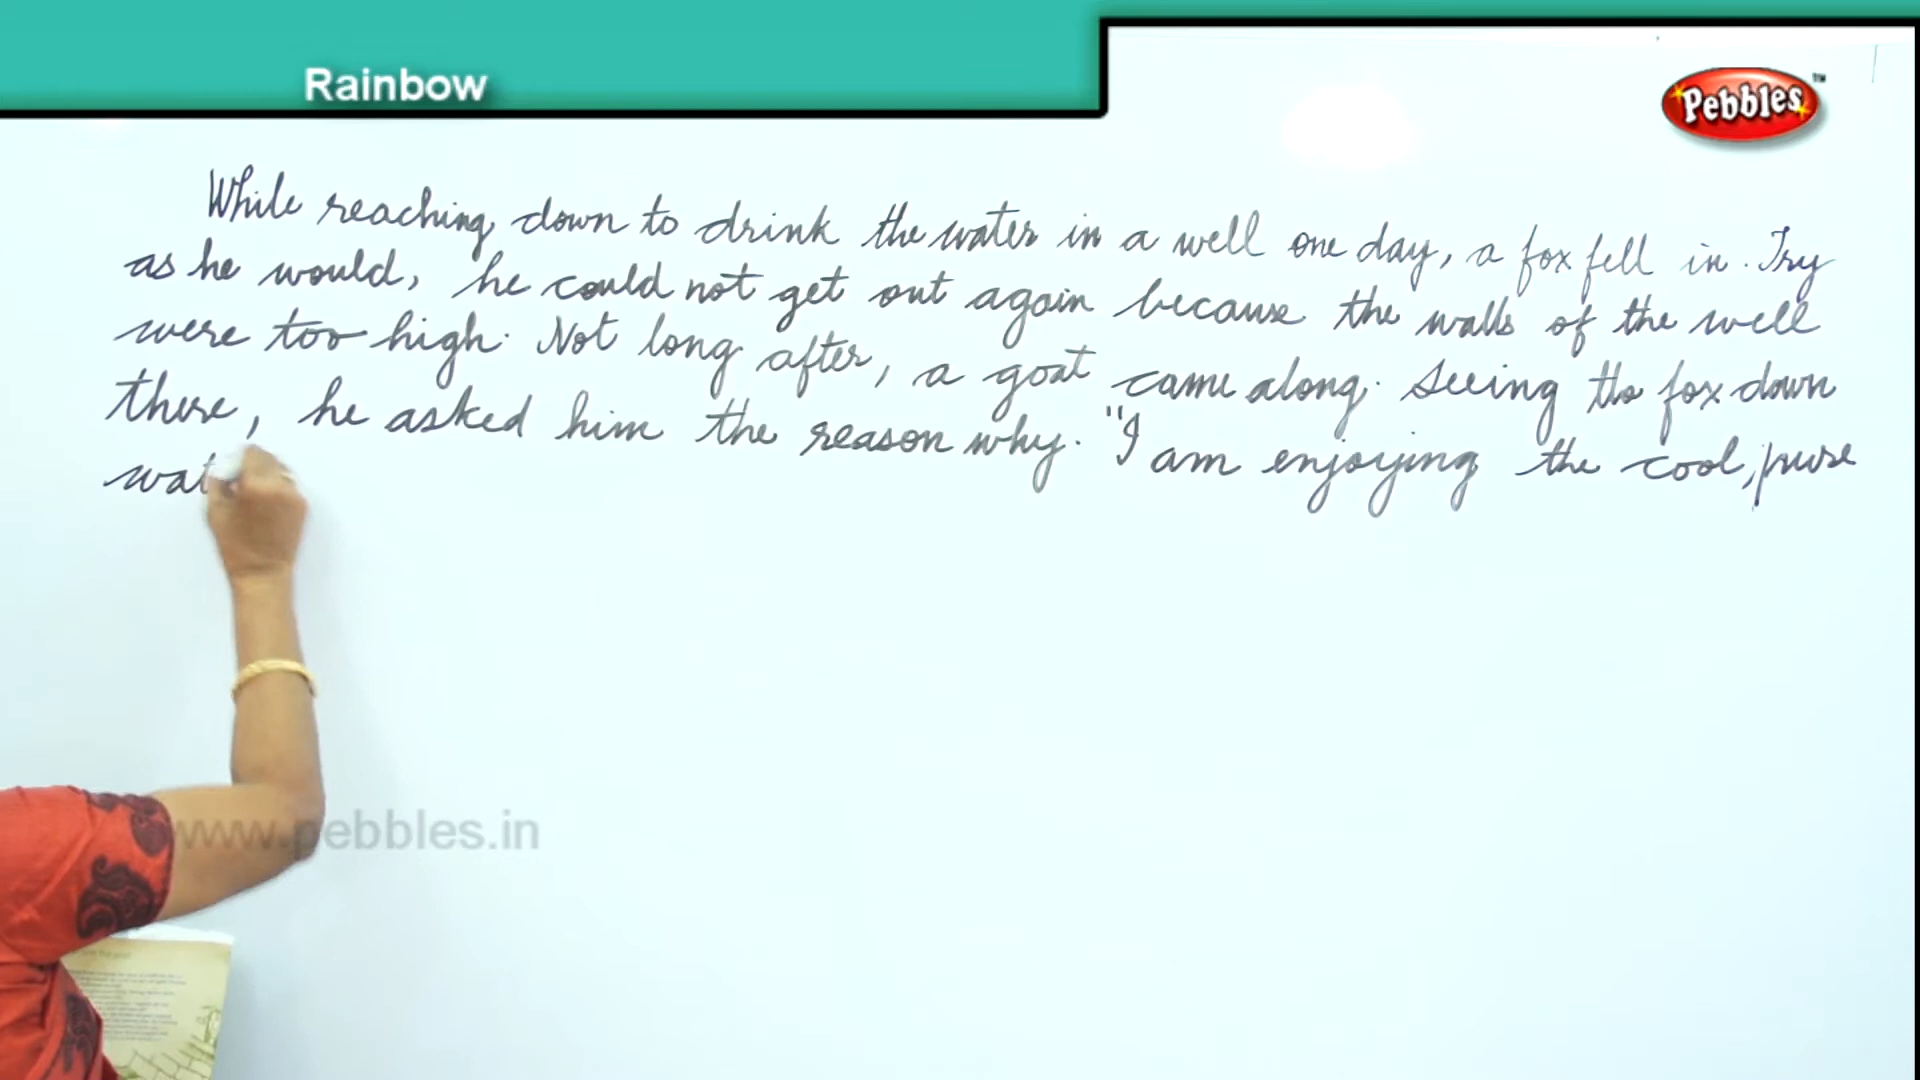 Rainbow
Pebbles™
While reaching down to drink the water in a well one day, a fox fell in. Try
as he would, he could not get out again because the walls of the well
were too high. Not long after, a goat came along. Seeing the fox down
there, he asked him the reason why. "I am enjoying the cool, pure
wat
www.pebbles.in